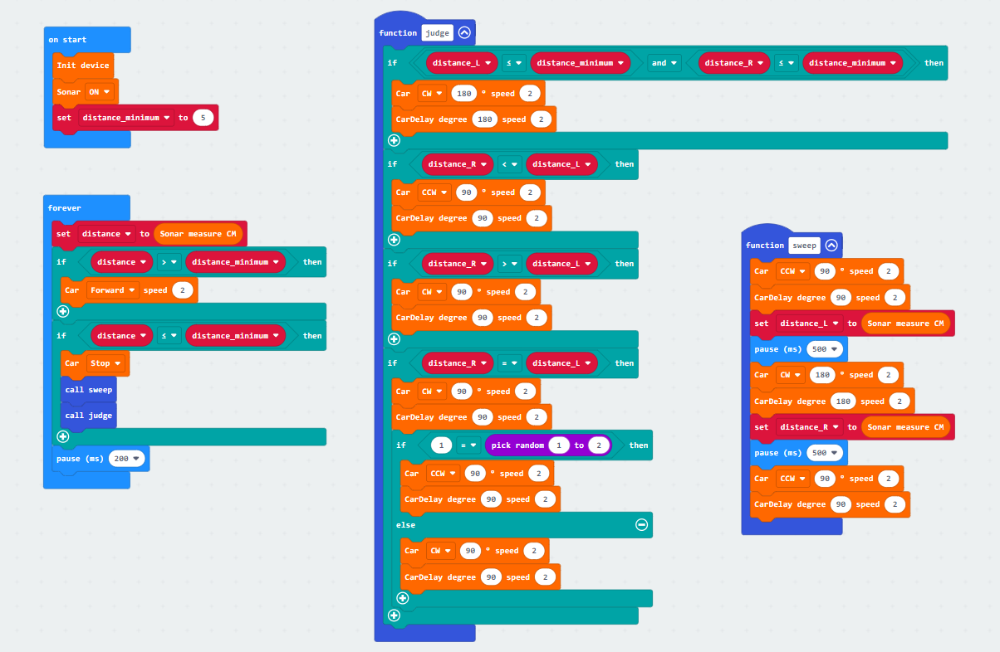 on start
Init device
Sonar ON
set distance_minimum to 5
forever
set distance to Sonar measure CM
if distance > distance_minimum then
Car Forward speed 2
if distance ≤ distance_minimum then
Car Stop
call sweep
call judge
pause (ms) 200
function judge
if distance_L ≤ distance_minimum and distance_R ≤ distance_minimum then
Car CW 180 ° speed 2
CarDelay degree 180 speed 2
if distance_R < distance_L then
Car CCW 90 ° speed 2
CarDelay degree 90 speed 2
if distance_R > distance_L then
Car CW 90 ° speed 2
CarDelay degree 90 speed 2
if distance_R = distance_L then
Car CW 90 ° speed 2
CarDelay degree 90 speed 2
if 1 = pick random 1 to 2 then
Car CCW 90 ° speed 2
CarDelay degree 90 speed 2
else
Car CW 90 ° speed 2
CarDelay degree 90 speed 2
function sweep
Car CCW 90 ° speed 2
CarDelay degree 90 speed 2
set distance_L to Sonar measure CM
pause (ms) 500
Car CW 180 ° speed 2
CarDelay degree 180 speed 2
set distance_R to Sonar measure CM
pause (ms) 500
Car CCW 90 ° speed 2
CarDelay degree 90 speed 2